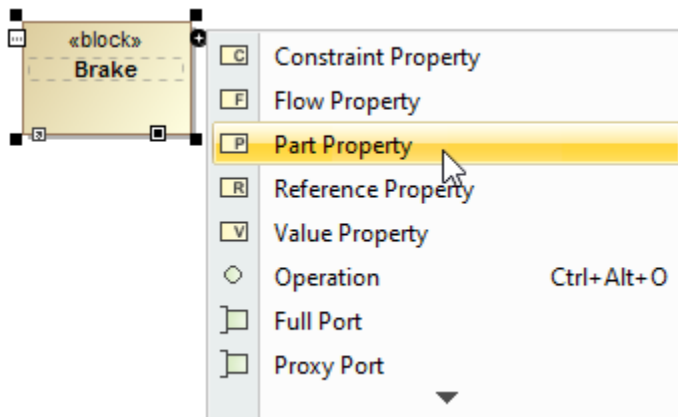 «block»
Brake
C Constraint Property
F Flow Property
P Part Property
R Reference Property
V Value Property
Operation Ctrl+Alt+O
Full Port
Proxy Port